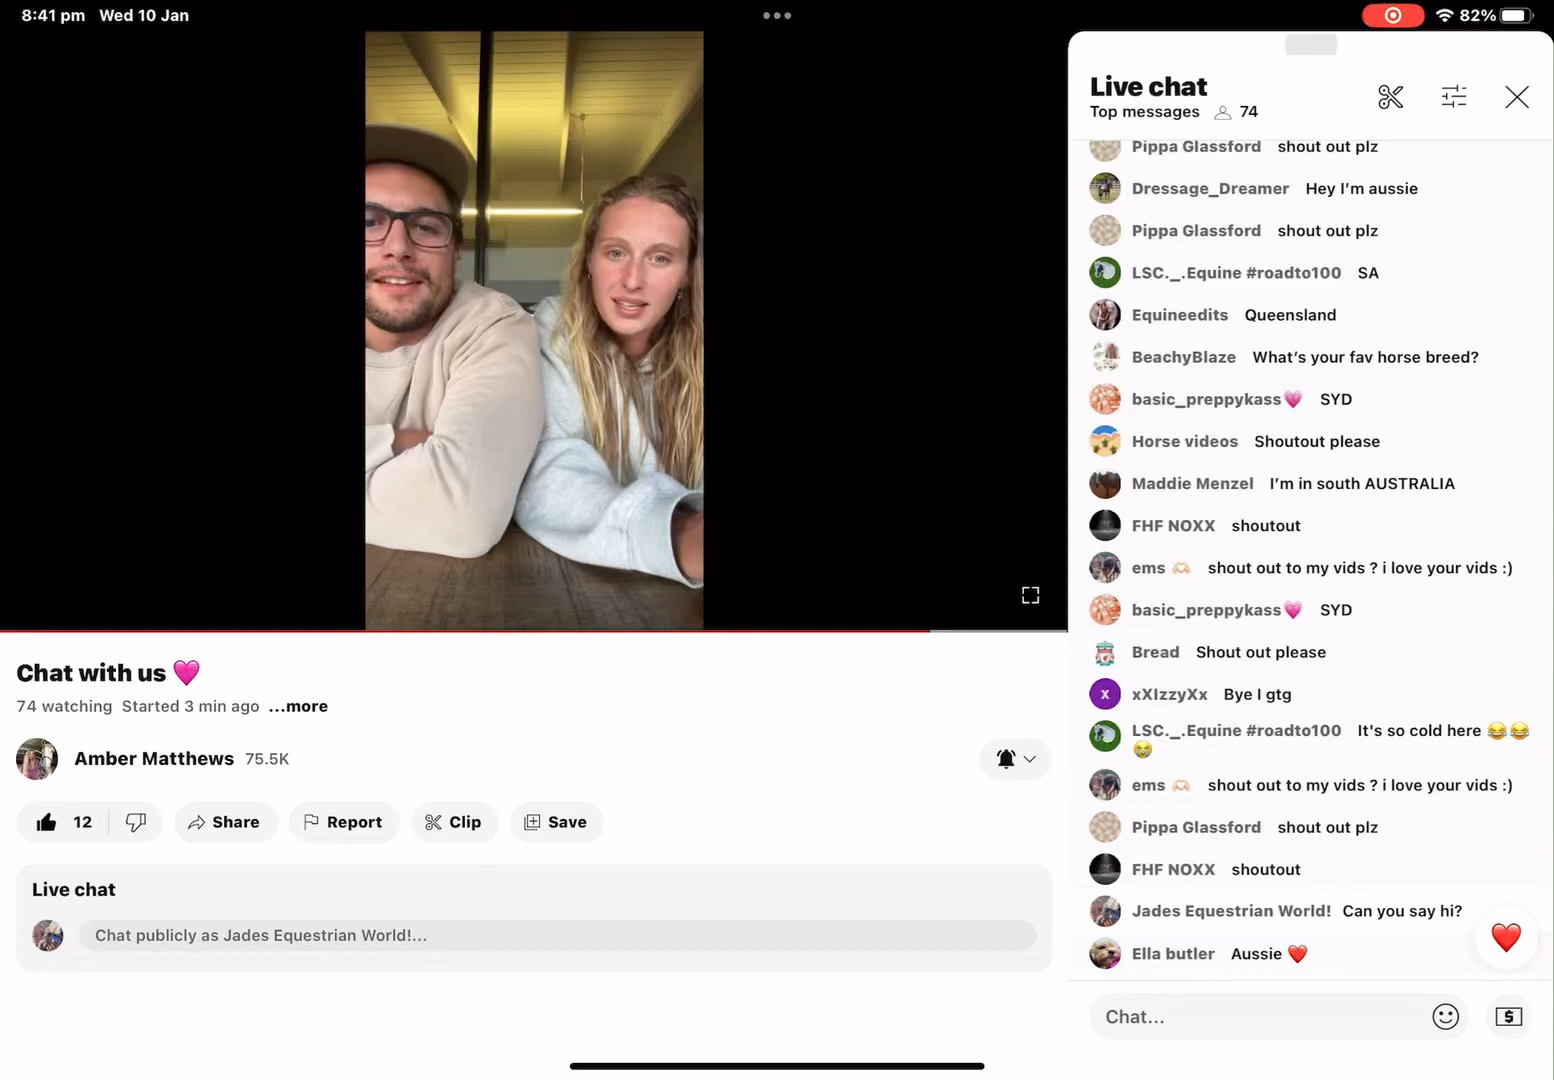 8:41 pm Wed 10 Jan
82%
Live chat
Top messages 74
Pippa Glassford shout out plz
Dressage_Dreamer Hey I’m aussie
Pippa Glassford shout out plz
LSC._.Equine #roadto100 SA
Equineedits Queensland
BeachyBlaze What’s your fav horse breed?
basic_preppykass💗 SYD
Horse videos Shoutout please
Maddie Menzel I’m in south AUSTRALIA
FHF NOXX shoutout
ems 🫶🏻 shout out to my vids ? i love your vids :)
basic_preppykass💗 SYD
Bread Shout out please
X xXIzzyXx Bye I gtg
LSC._.Equine #roadto100 It's so cold here 😂😂
😭
ems 🫶🏻 shout out to my vids ? i love your vids :)
Pippa Glassford shout out plz
FHF NOXX shoutout
Jades Equestrian World! Can you say hi?
Ella butler Aussie ❤️
Chat...
$
Chat with us 💗
74 watching Started 3 min ago ...more
Amber Matthews 75.5K
12 Share Report Clip Save
Live chat
Chat publicly as Jades Equestrian World!...